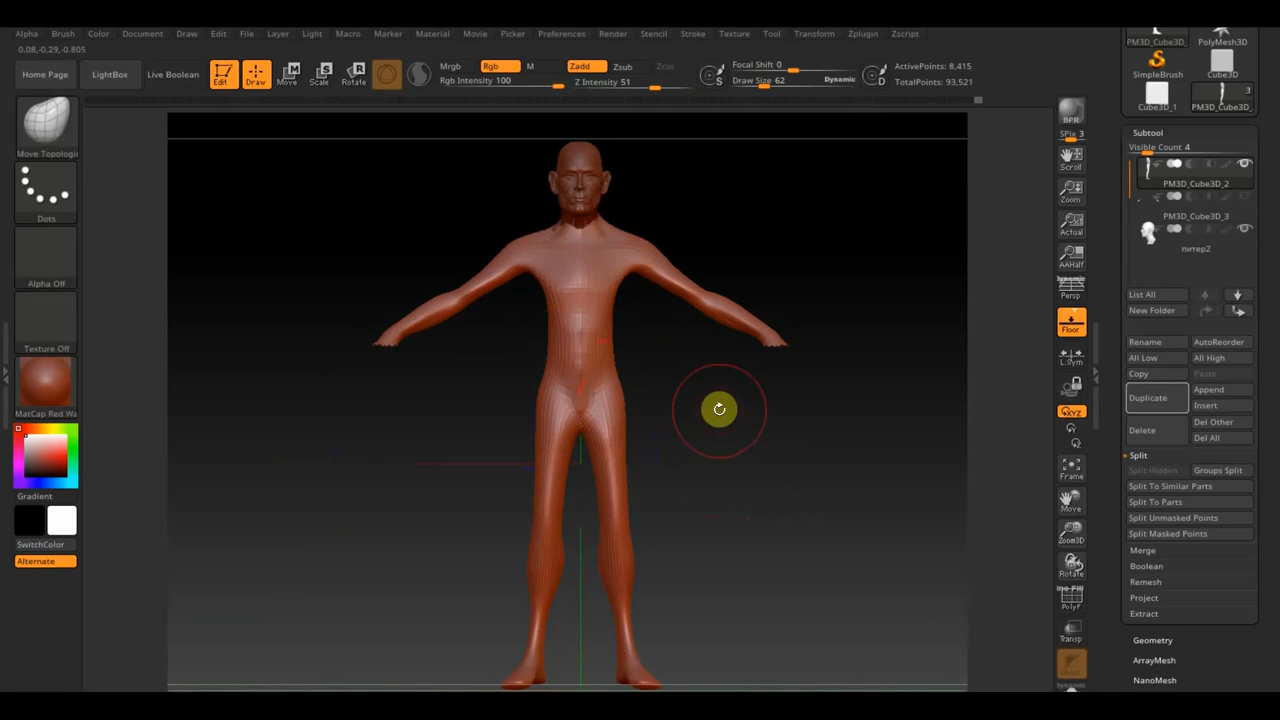 Alpha Brush Color Document Draw Edit File Layer Light Macro Marker Material Movie Picker Preferences Render Stencil Stroke Texture Tool Transform Zplugin Zscript
0.08,-0.29,-0.805
Home Page LightBox Live Boolean Edit Draw Move Scale Rotate
Mrgb Rgb M Zadd Zsub Zcut
Rgb Intensity 100 Z Intensity 51
Focal Shift 0
Draw Size 62 Dynamic
S D
ActivePoints: 8,415
TotalPoints: 93,521
Move Topologic
Dots
Alpha Off
Texture Off
MatCap Red Wa
Gradient
SwitchColor
Alternate
BPR
SPix 3
Scroll
Zoom
Actual
AAHalf
Dynamic
Persp
Floor
L.Sym
XYZ
Y
Z
Frame
Move
Zoom3D
Rotate
PolyF
Transp
Dynamic
PM3D_Cube3D_ PolyMesh3D
SimpleBrush Cube3D
3
Cube3D_1 PM3D_Cube3D_
Subtool
Visible Count 4
PM3D_Cube3D_2
PM3D_Cube3D_3
питер2
List All
New Folder
Rename AutoReorder
All Low All High
Copy Paste
Duplicate Append
Insert
Delete Del Other
Del All
Split
Split Hidden Groups Split
Split To Similar Parts
Split To Parts
Split Unmasked Points
Split Masked Points
Merge
Boolean
Remesh
Project
Extract
Geometry
ArrayMesh
NanoMesh